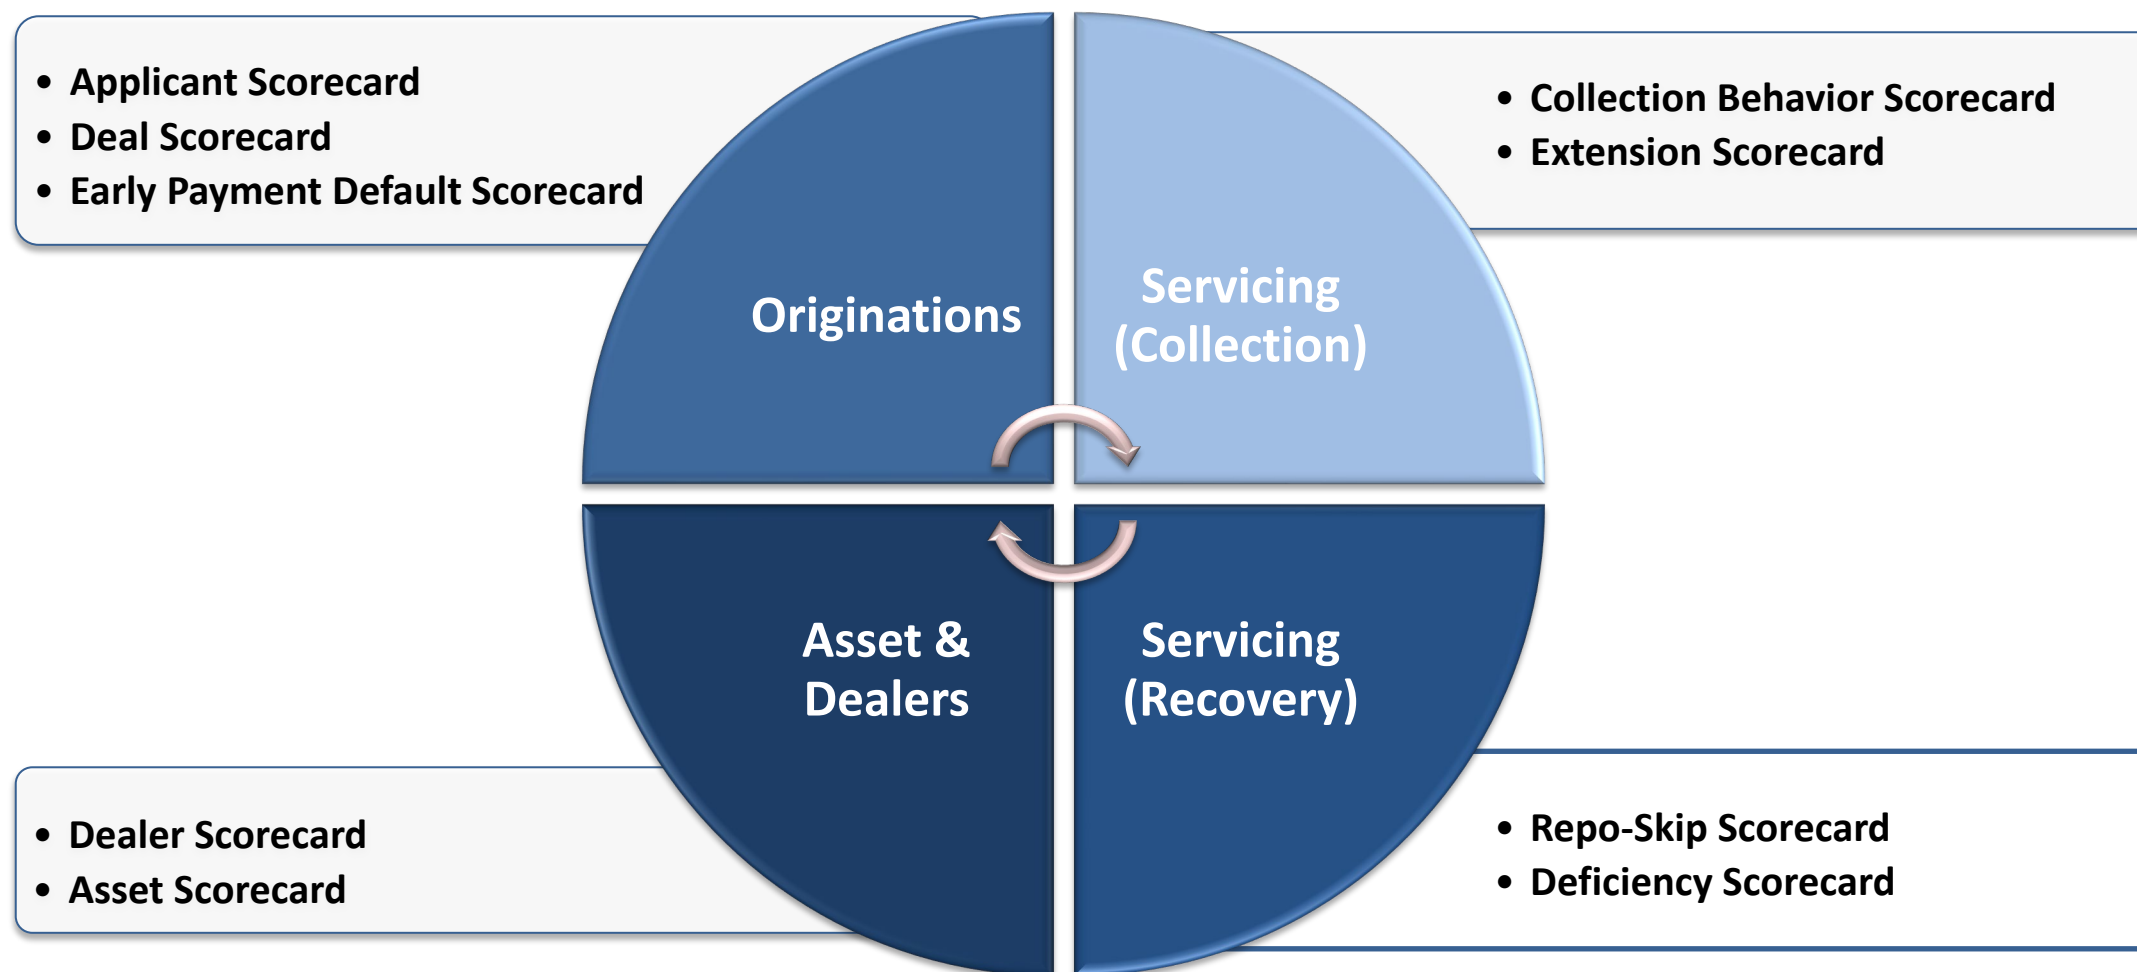 • Applicant Scorecard
• Deal Scorecard
• Early Payment Default Scorecard
• Collection Behavior Scorecard
• Extension Scorecard
Originations
Servicing
(Collection)
Asset &
Dealers
Servicing
(Recovery)
• Dealer Scorecard
• Asset Scorecard
• Repo-Skip Scorecard
• Deficiency Scorecard